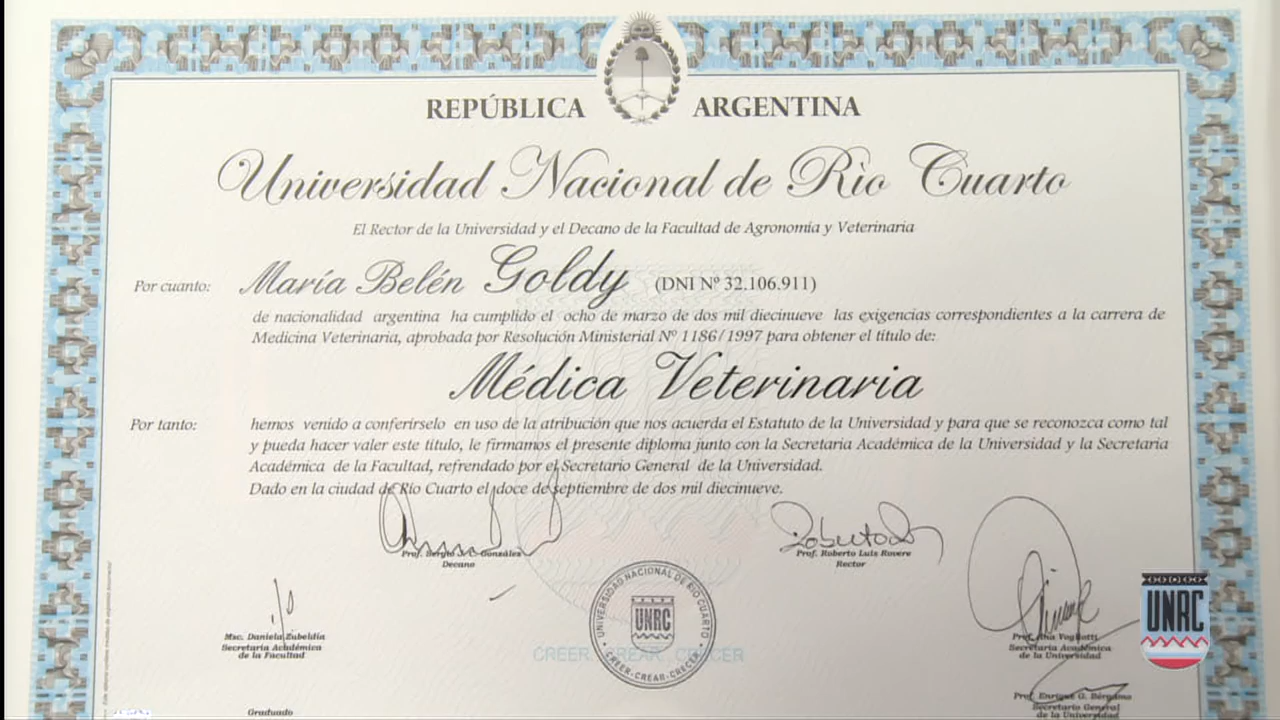 REPÚBLICA ARGENTINA
Universidad Nacional de Río Cuarto
El Rector de la Universidad y el Decano de la Facultad de Agronomía y Veterinaria
Por cuanto: María Belén Goldy (DNI Nº 32.106.911)
de nacionalidad argentina ha cumplido el ocho de marzo de dos mil diecinueve las exigencias correspondientes a la carrera de
Medicina Veterinaria, aprobada por Resolución Ministerial Nº 1186/1997 para obtener el título de:
Médica Veterinaria
Por tanto: hemos venido a conferírselo en uso de la atribución que nos acuerda el Estatuto de la Universidad y para que se reconozca como tal
y pueda hacer valer este título, le firmamos el presente diploma junto con la Secretaria Académica de la Universidad y la Secretaria
Académica de la Facultad, refrendado por el Secretario General de la Universidad.
Dado en la ciudad de Río Cuarto el doce de septiembre de dos mil diecinueve.
Prof. Sergio González
Decano
Prof. Roberto Luis Rovere
Rector
Msc. Daniela Zubeldía
Secretaria Académica
de la Facultad
UNIVERSIDAD NACIONAL DE RÍO CUARTO
UNRC
CREER-CREAR-CRECER
CREER CREAR CRECER
Prof. Ana Vogliotti
Secretaria Académica
de la Universidad
UNRC
Prof. Enrique G. Bérgamo
Secretario General
de la Universidad
Graduado